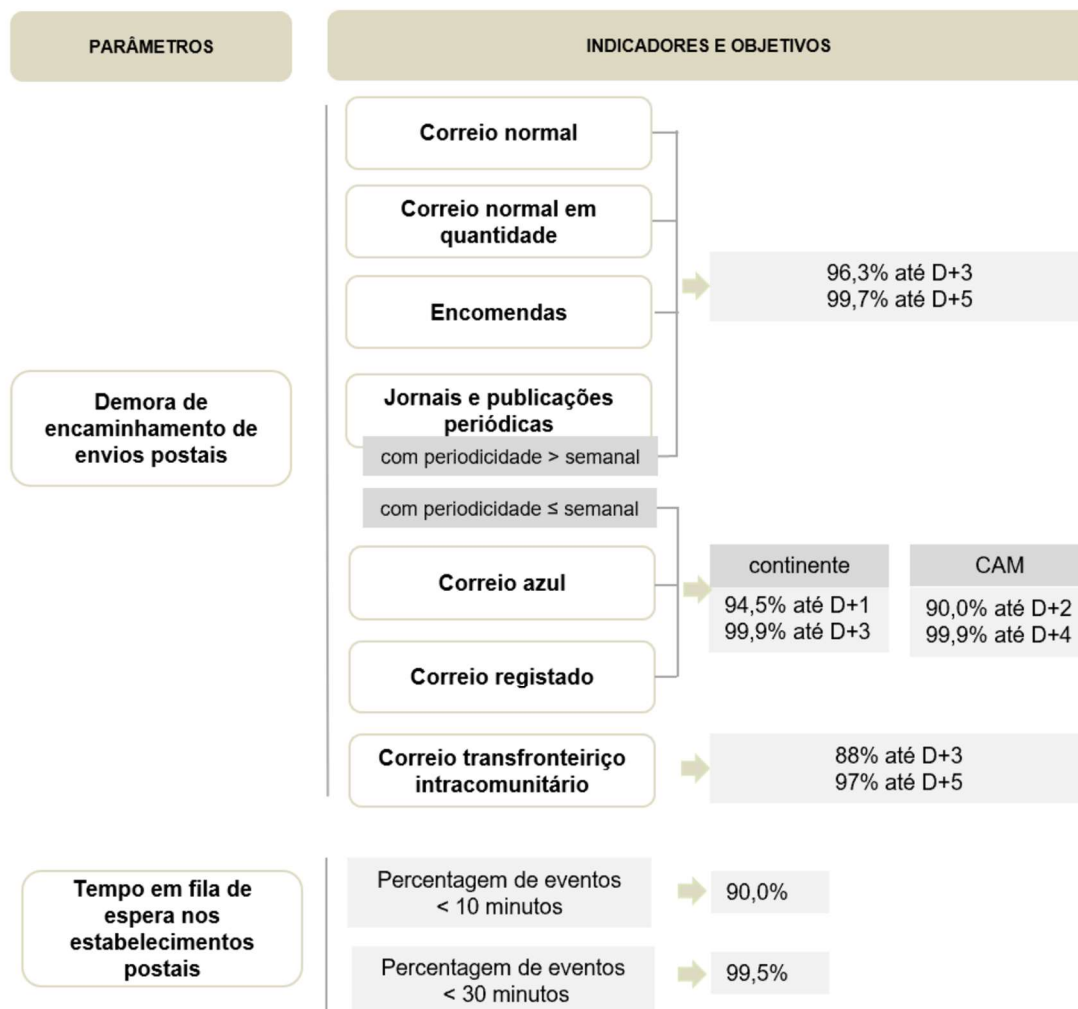 PARÂMETROS
INDICADORES E OBJETIVOS
Demora de
encaminhamento de
envios postais
Correio normal
Correio normal em
quantidade
Encomendas
Jornais e publicações
periódicas
com periodicidade > semanal
96,3% até D+3
99,7% até D+5
com periodicidade ≤ semanal
Correio azul
Correio registado
continente
94,5% até D+1
99,9% até D+3
CAM
90,0% até D+2
99,9% até D+4
Correio transfronteiriço
intracomunitário
88% até D+3
97% até D+5
Tempo em fila de
espera nos
estabelecimentos
postais
Percentagem de eventos
< 10 minutos
90,0%
Percentagem de eventos
< 30 minutos
99,5%